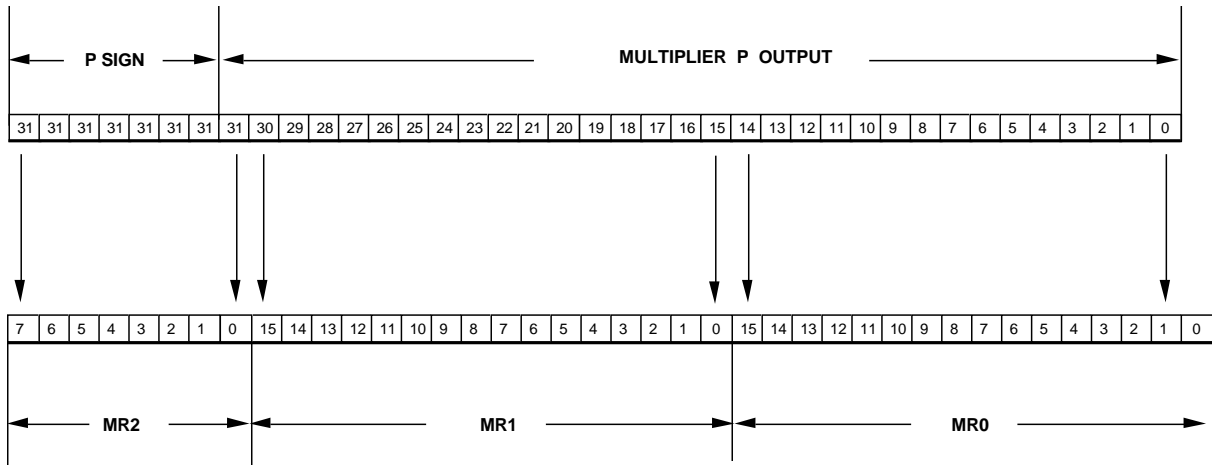 P SIGN MULTIPLIER P OUTPUT
31 31 31 31 31 31 31 31 30 29 28 27 26 25 24 23 22 21 20 19 18 17 16 15 14 13 12 11 10 9 8 7 6 5 4 3 2 1 0
7 6 5 4 3 2 1 0 15 14 13 12 11 10 9 8 7 6 5 4 3 2 1 0 15 14 13 12 11 10 9 8 7 6 5 4 3 2 1 0
MR2 MR1 MR0